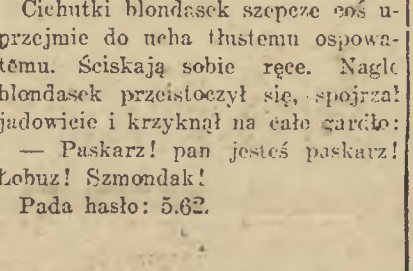 Cichutki blondasek szepcze coś u-
przejmie do ucha tłustemu ospowa-
temu. Ściskają sobie ręce. Nagle
blondasek przeistoczył się, spojrzał
jadowicie i krzyknął na całe gardło:
— Paskarz! pan jesteś paskarz!
Łobuz! Szmondak!
Pada hasło: 5.62.